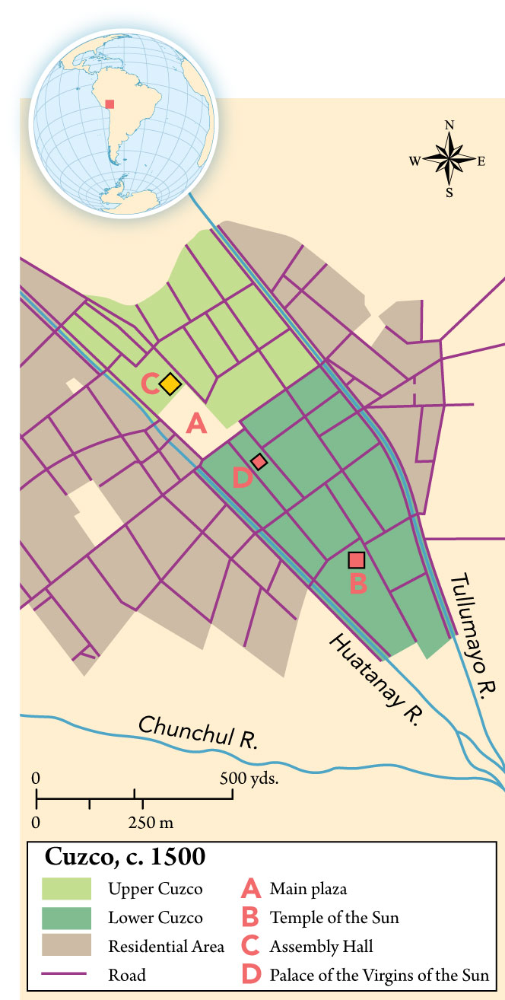 N
W E
S
C
A
D
B
Tullumayo R.
Huatanay R.
Chunchul R.
0 500 yds.
0 250 m
Cuzco, c. 1500
Upper Cuzco
Lower Cuzco
Residential Area
Road
A Main plaza
B Temple of the Sun
C Assembly Hall
D Palace of the Virgins of the Sun